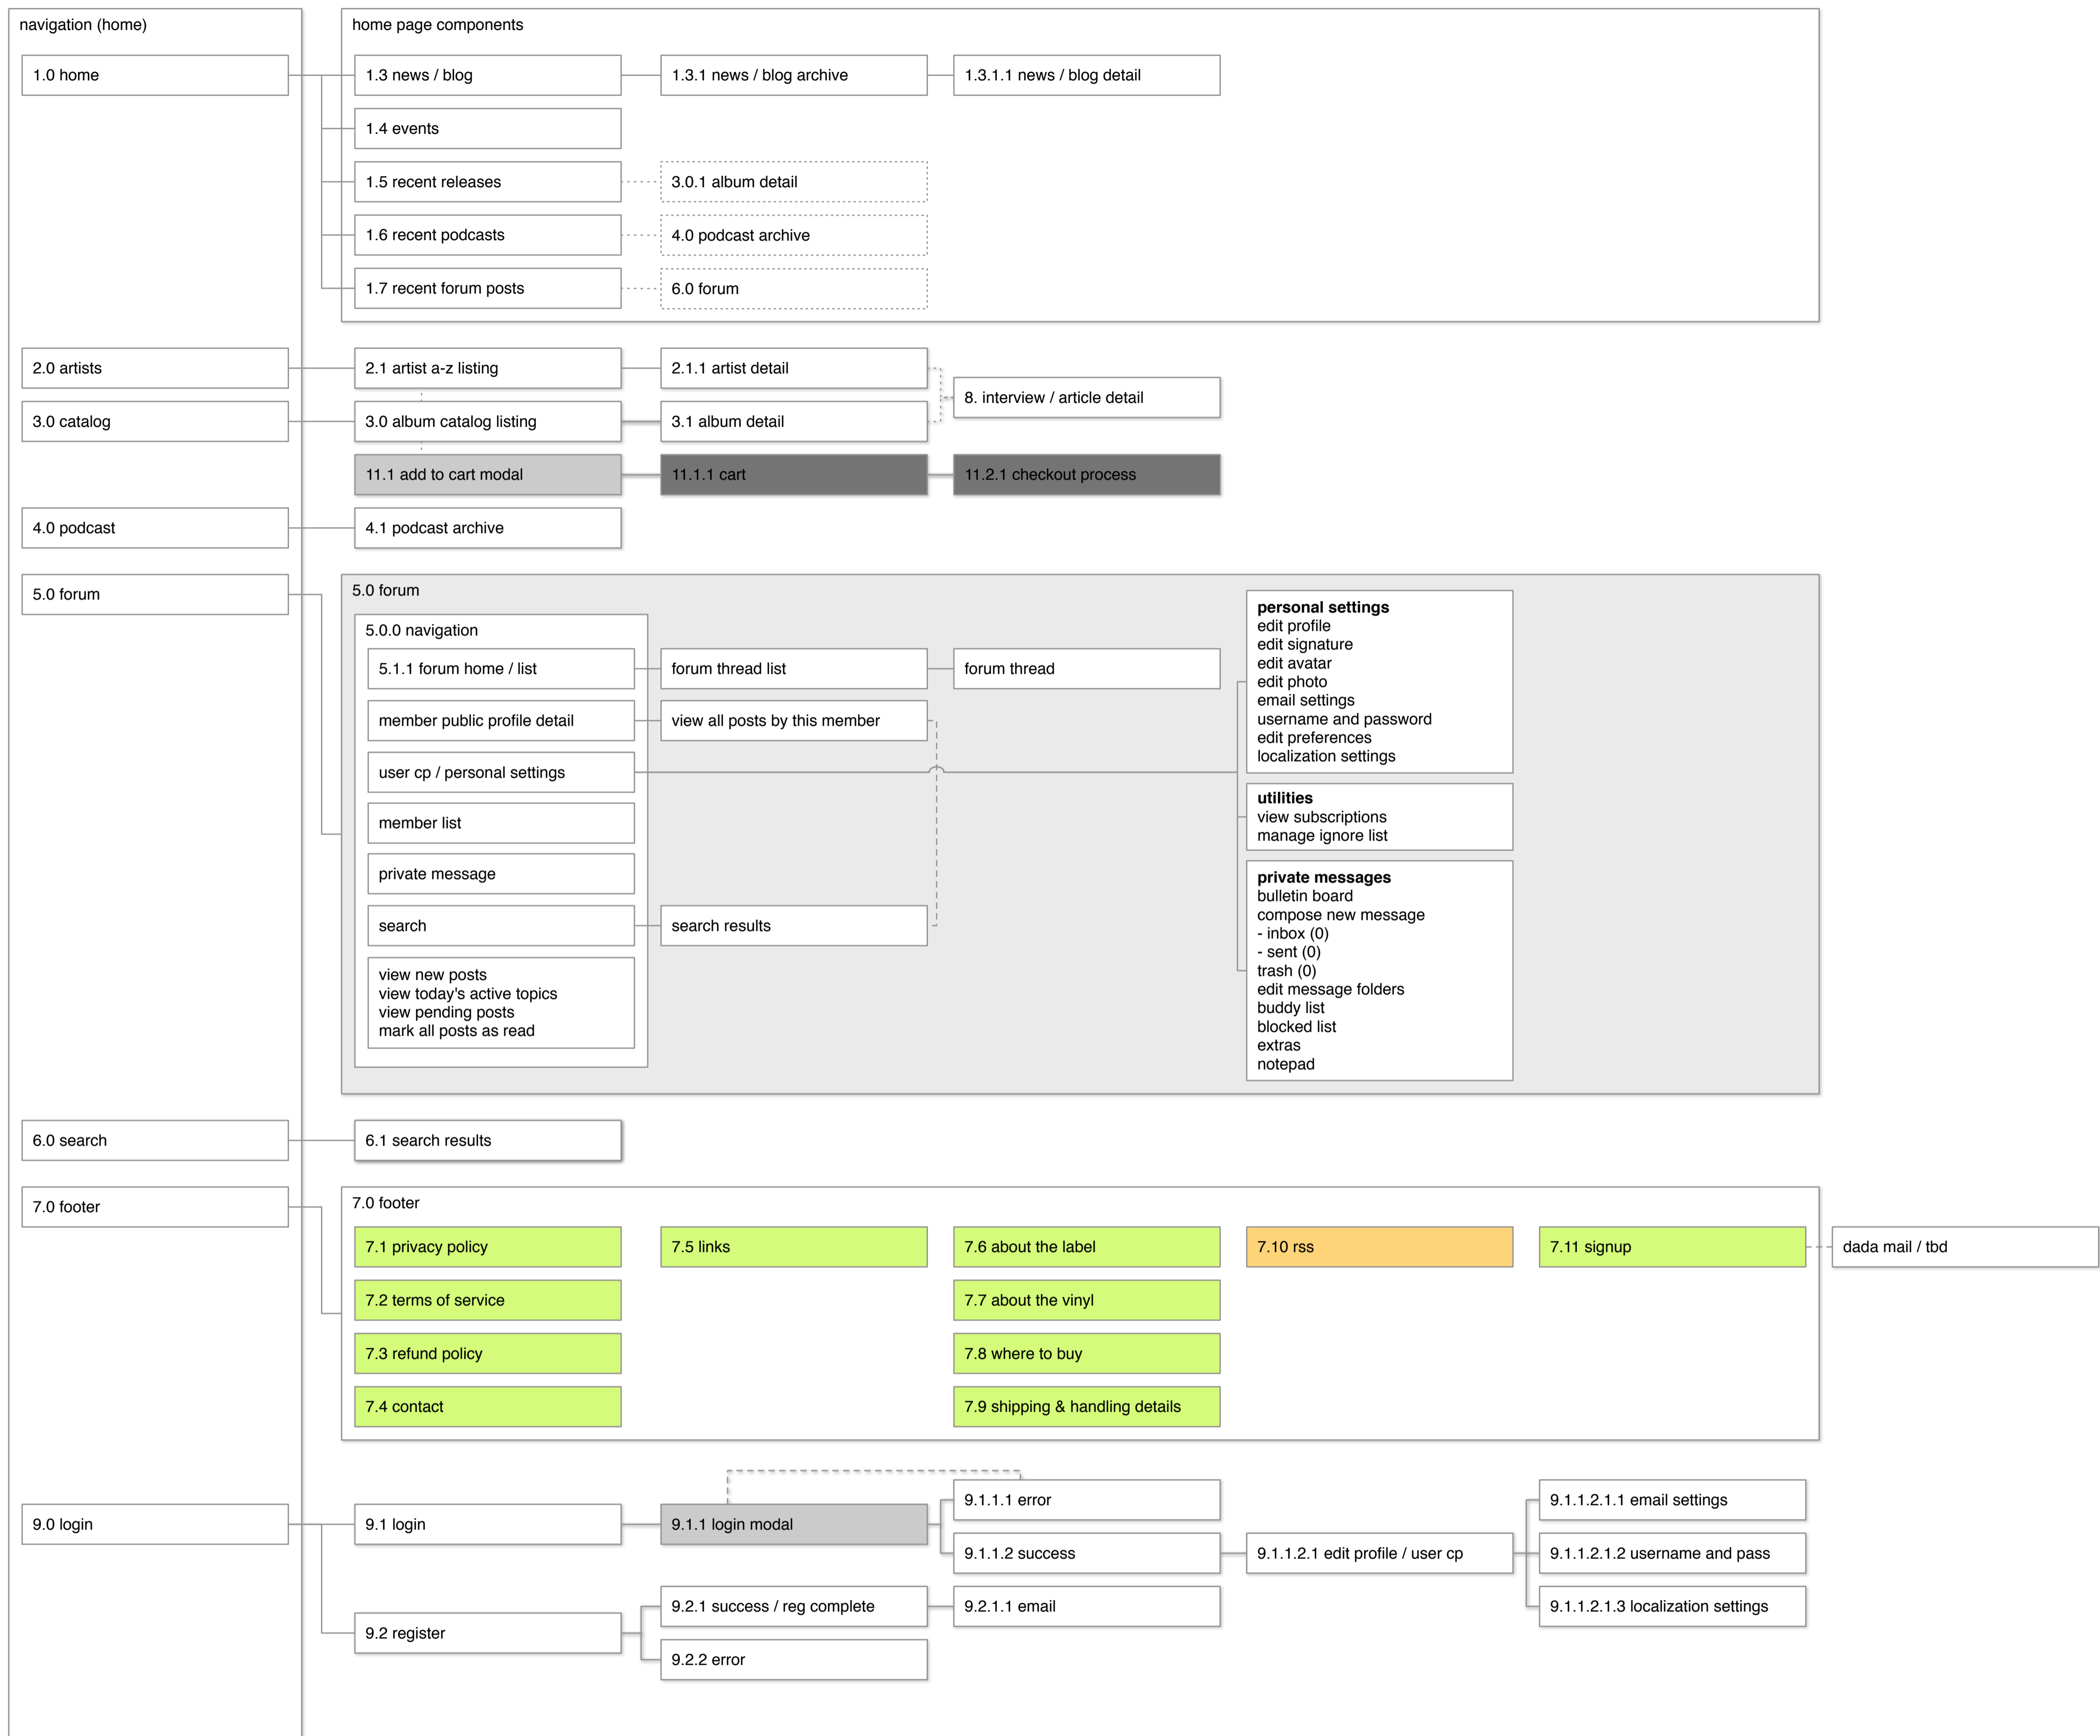 navigation (home)
home page components
1.0 home
1.3 news / blog
1.3.1 news / blog archive
1.3.1.1 news / blog detail
1.4 events
1.5 recent releases
3.0.1 album detail
1.6 recent podcasts
4.0 podcast archive
1.7 recent forum posts
6.0 forum
2.0 artists
2.1 artist a-z listing
2.1.1 artist detail
8. interview / article detail
3.0 catalog
3.0 album catalog listing
3.1 album detail
11.1 add to cart modal
11.1.1 cart
11.2.1 checkout process
4.0 podcast
4.1 podcast archive
5.0 forum
5.0 forum
5.0.0 navigation
5.1.1 forum home / list
forum thread list
forum thread
member public profile detail
view all posts by this member
user cp / personal settings
member list
private message
search
search results
view new posts
view today's active topics
view pending posts
mark all posts as read
personal settings
edit profile
edit signature
edit avatar
edit photo
email settings
username and password
edit preferences
localization settings
utilities
view subscriptions
manage ignore list
private messages
bulletin board
compose new message
- inbox (0)
- sent (0)
trash (0)
edit message folders
buddy list
blocked list
extras
notepad
6.0 search
6.1 search results
7.0 footer
7.0 footer
7.1 privacy policy
7.5 links
7.6 about the label
7.10 rss
7.11 signup
dada mail / tbd
7.2 terms of service
7.7 about the vinyl
7.3 refund policy
7.8 where to buy
7.4 contact
7.9 shipping & handling details
9.0 login
9.1 login
9.1.1 login modal
9.1.1.1 error
9.1.1.2 success
9.1.1.2.1 edit profile / user cp
9.1.1.2.1.1 email settings
9.1.1.2.1.2 username and pass
9.1.1.2.1.3 localization settings
9.2 register
9.2.1 success / reg complete
9.2.1.1 email
9.2.2 error